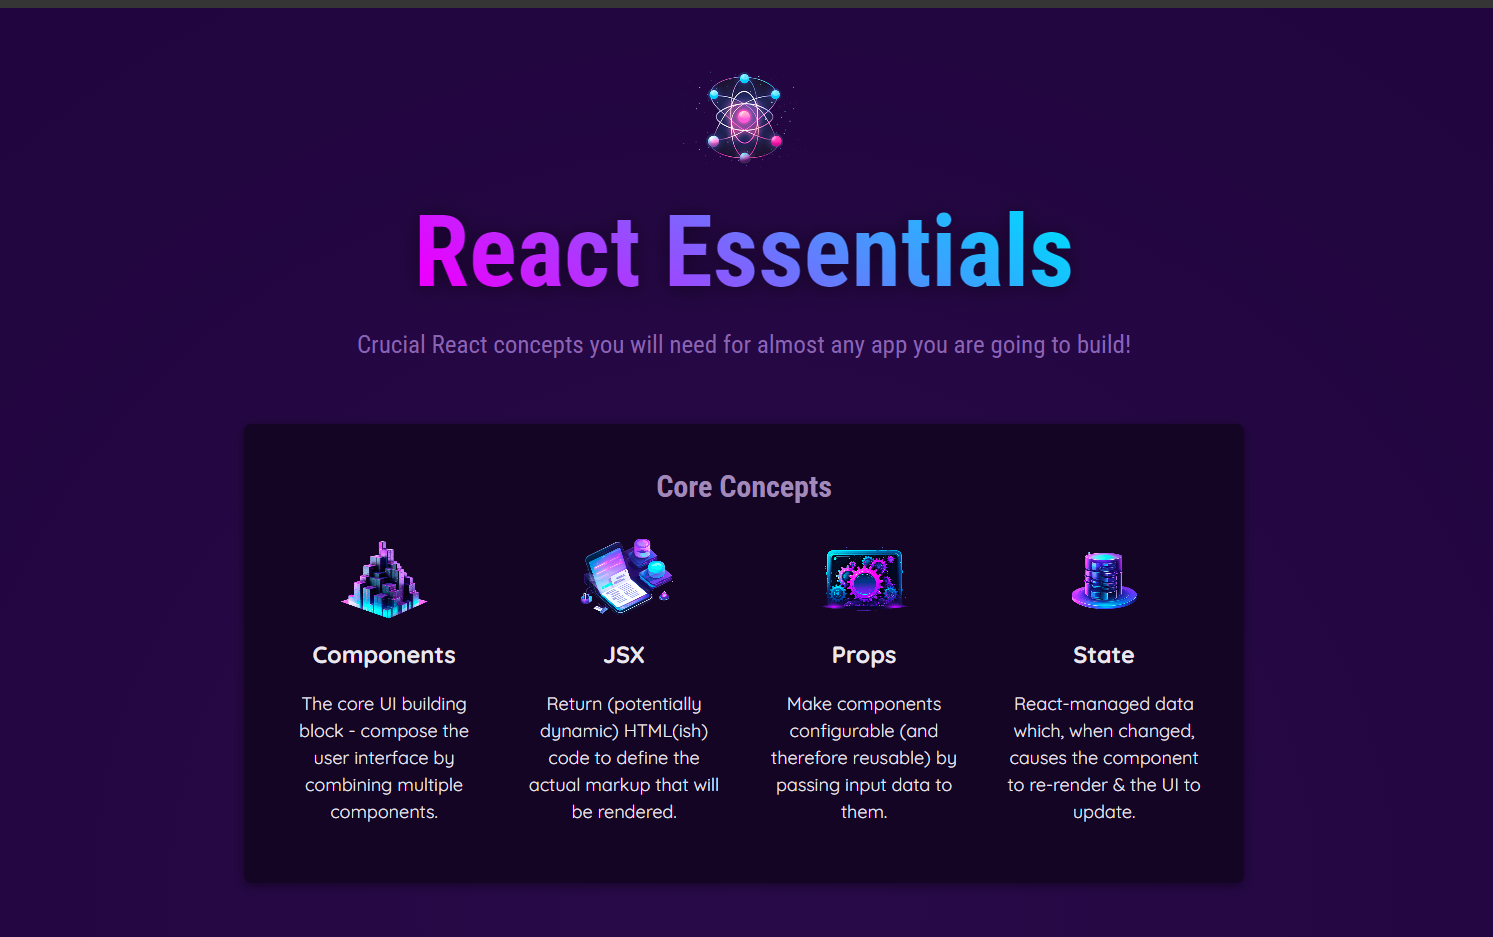 React Essentials
Crucial React concepts you will need for almost any app you are going to build!
Core Concepts
Components
The core UI building
block - compose the
user interface by
combining multiple
components.
JSX
Return (potentially
dynamic) HTML(ish)
code to define the
actual markup that will
be rendered.
Props
Make components
configurable (and
therefore reusable) by
passing input data to
them.
State
React-managed data
which, when changed,
causes the component
to re-render & the UI to
update.